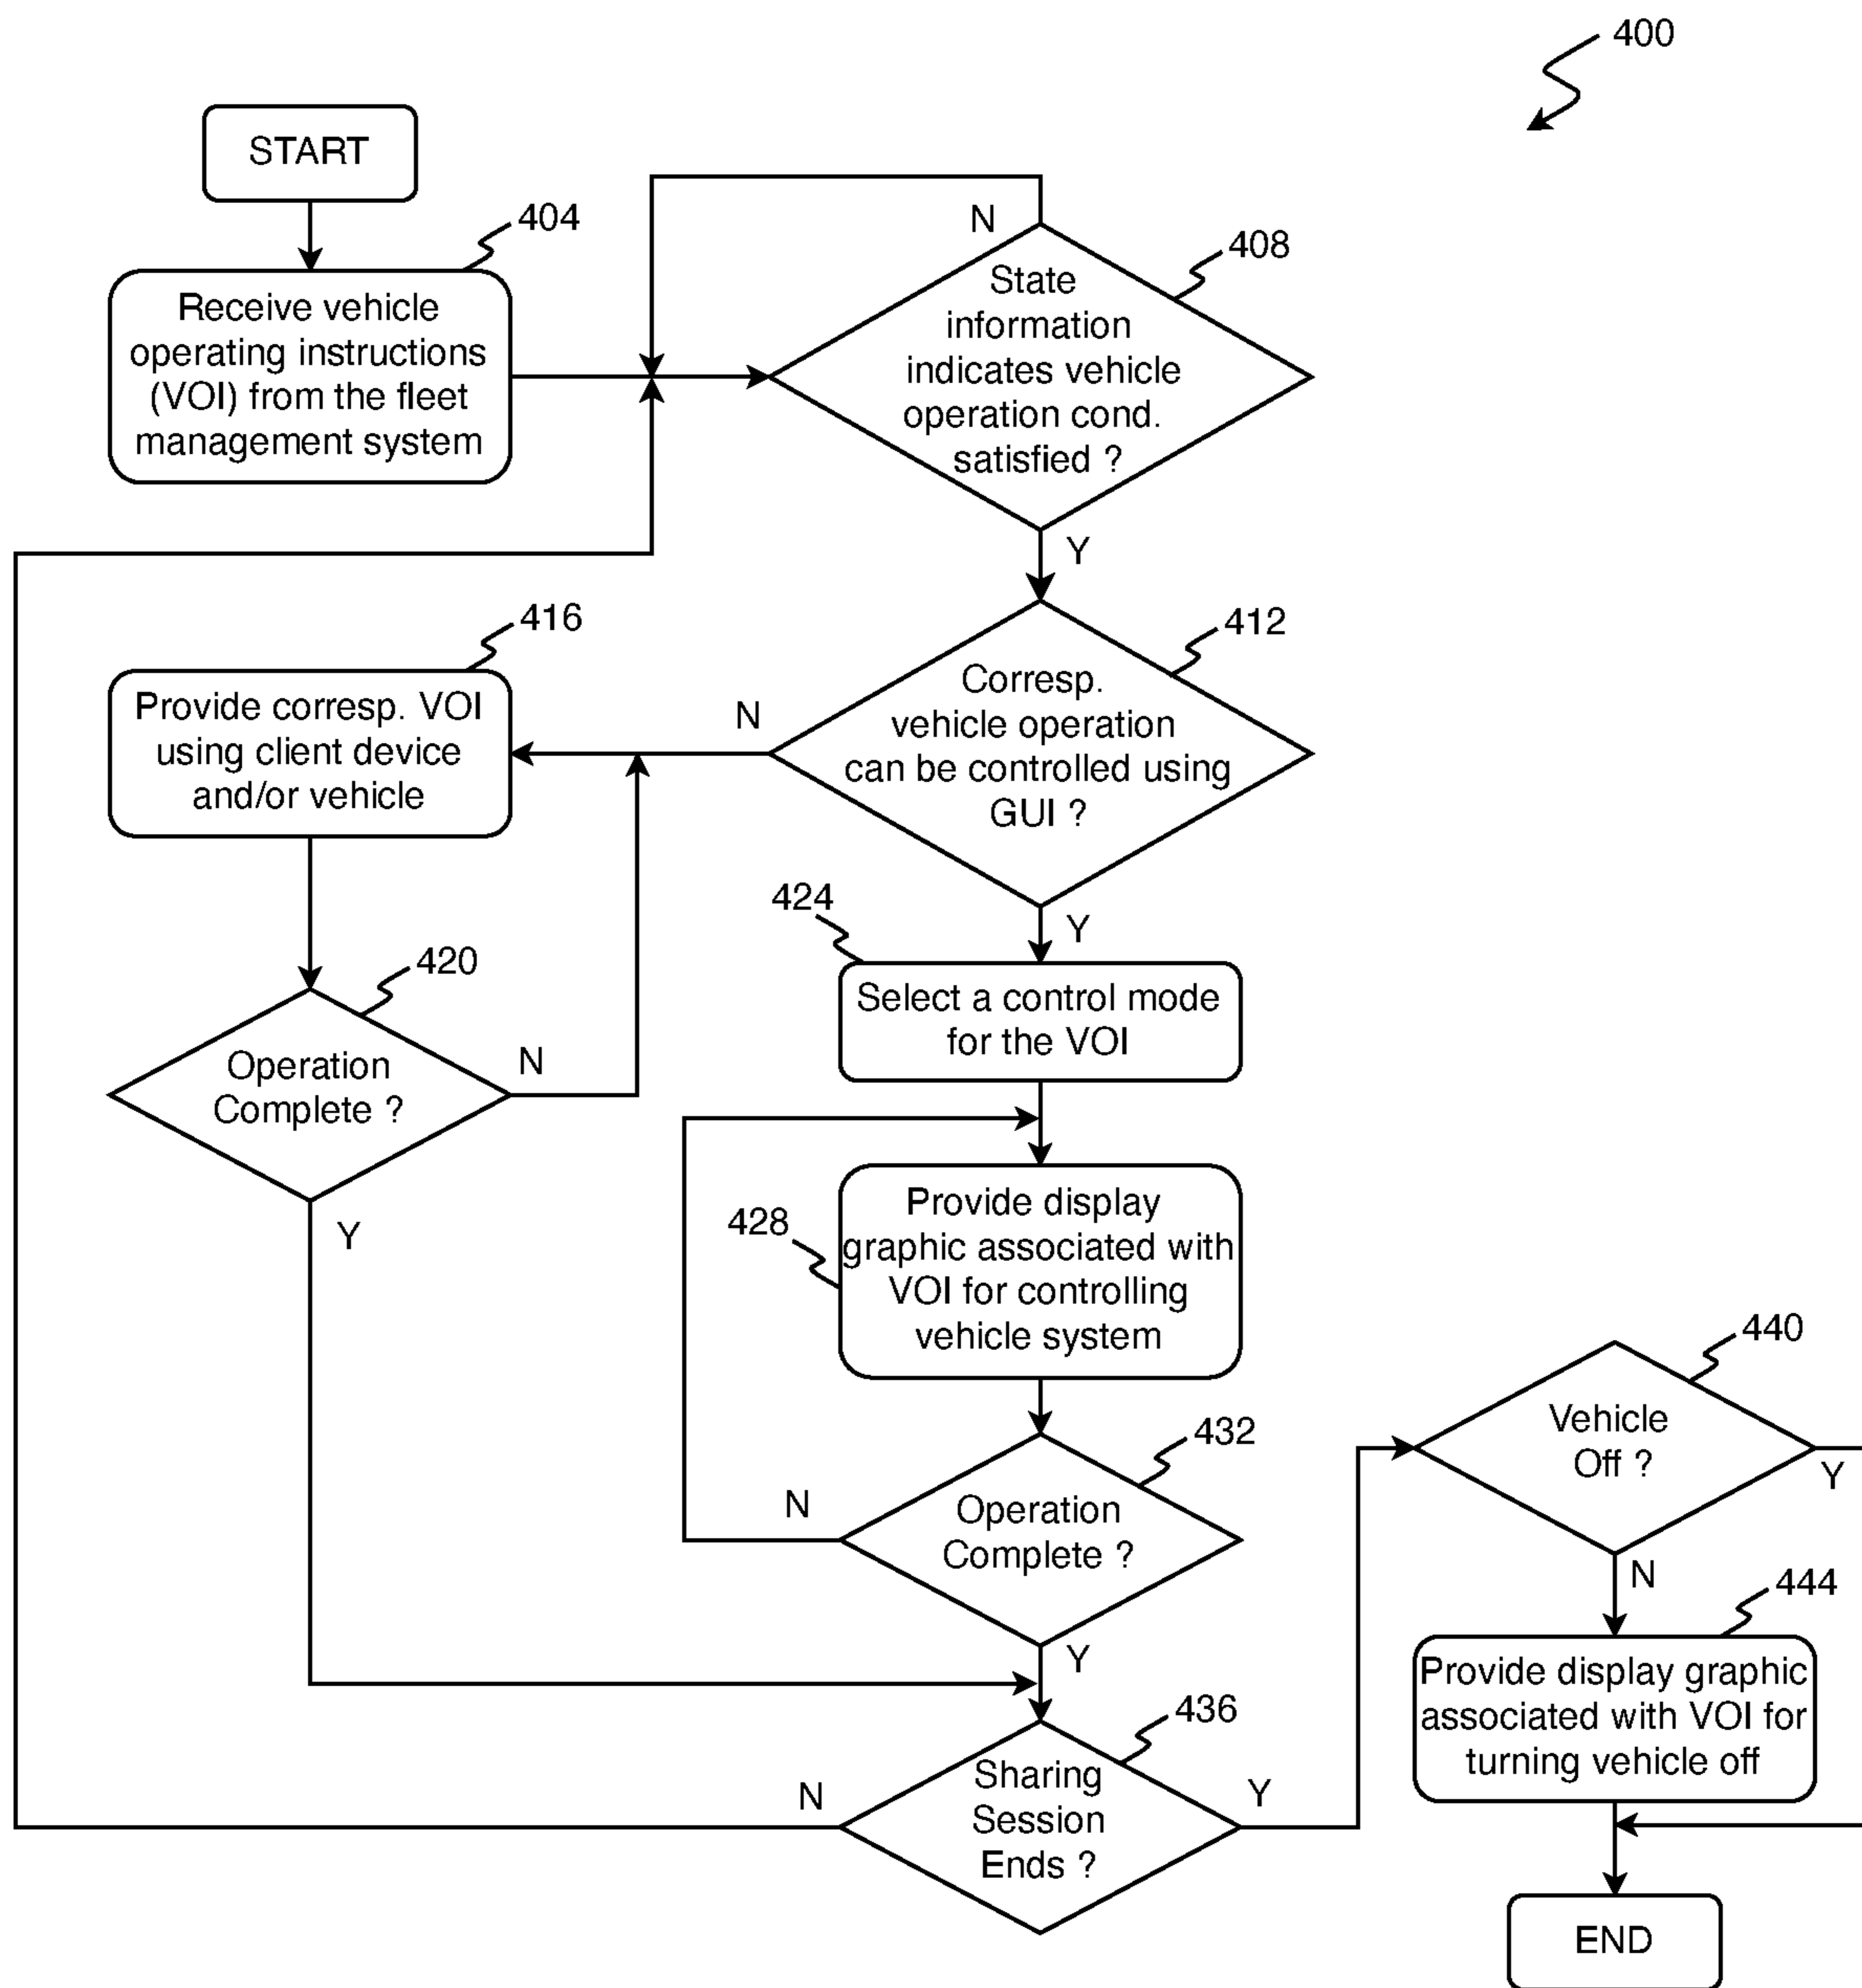 400
START
404
Receive vehicle
operating instructions
(VOI) from the fleet
management system
N
408
State
information
indicates vehicle
operation cond.
satisfied ?
Y
416
Provide corresp. VOI
using client device
and/or vehicle
N
412
Corresp.
vehicle operation
can be controlled using
GUI ?
Y
420
Operation
Complete ?
N
Y
424
Select a control mode
for the VOI
428
Provide display
graphic associated with
VOI for controlling
vehicle system
432
Operation
Complete ?
N
Y
436
Sharing
Session
Ends ?
N
Y
440
Vehicle
Off ?
Y
N
444
Provide display graphic
associated with VOI for
turning vehicle off
END